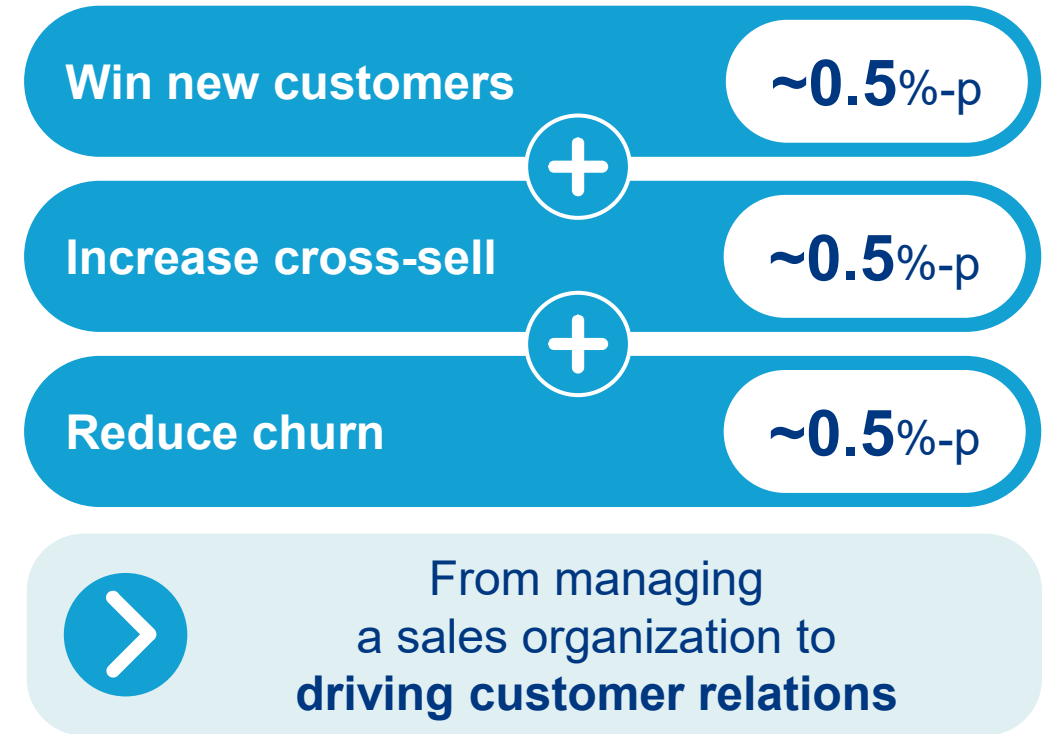 Win new customers ~0.5%-p
Increase cross-sell ~0.5%-p
Reduce churn ~0.5%-p
From managing
a sales organization to
driving customer relations